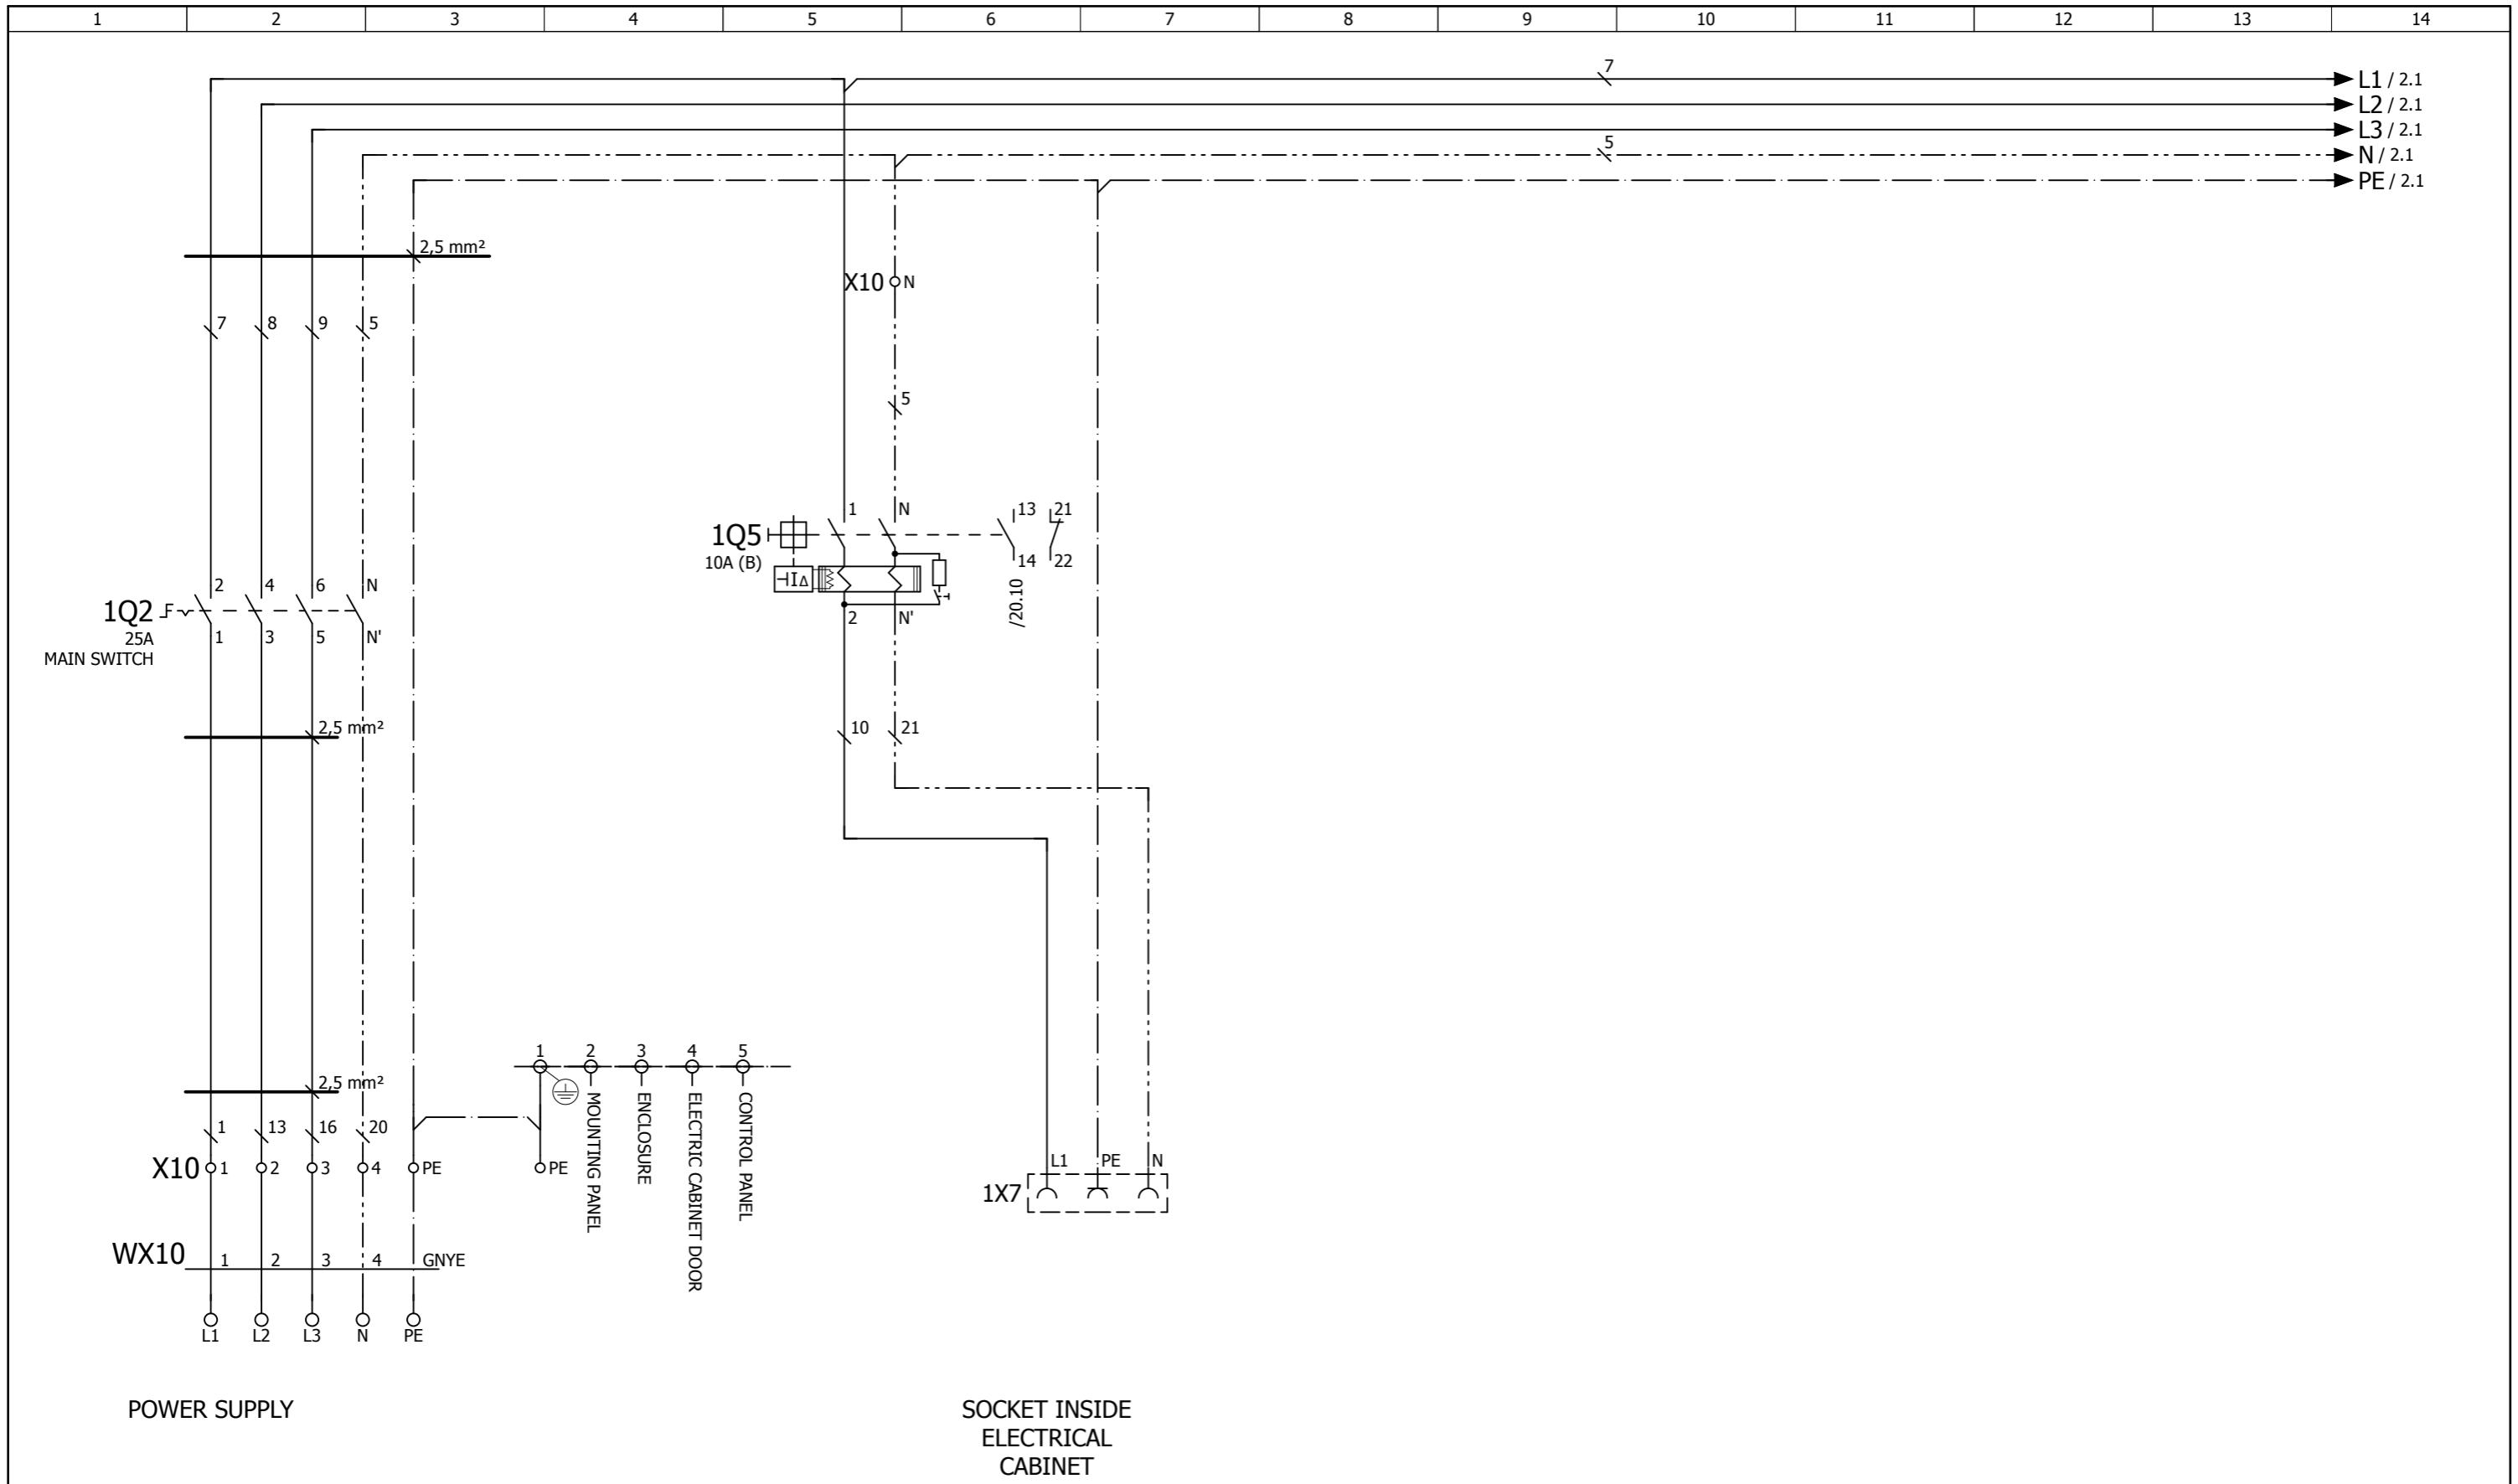 1 2 3 4 5 6 7 8 9 10 11 12 13 14
7
L1 / 2.1
L2 / 2.1
L3 / 2.1
5
N / 2.1
PE / 2.1
2,5 mm²
X10 N
7 8 9 5
5
1 N 13 21
1Q5
10A (B)
14 22
⊣I∆
/20.10
2 N'
2 4 6 N
1Q2
25A
MAIN SWITCH
1 3 5 N'
2,5 mm²
10 21
1 2 3 4 5
MOUNTING PANEL
ENCLOSURE
ELECTRIC CABINET DOOR
CONTROL PANEL
2,5 mm²
1 13 16 20
X10 1 2 3 4 PE PE
L1 PE N
1X7
WX10 1 2 3 4 GNYE
L1 L2 L3 N PE
POWER SUPPLY
SOCKET INSIDE
ELECTRICAL
CABINET